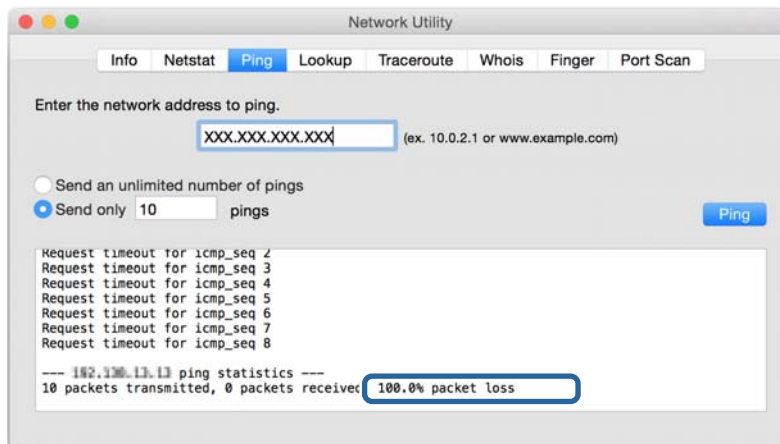 Network Utility
Info Netstat Ping Lookup Traceroute Whois Finger Port Scan
Enter the network address to ping.
XXX.XXX.XXX.XXX (ex. 10.0.2.1 or www.example.com)
Send an unlimited number of pings
Send only 10 pings
Ping
Request timeout for icmp_seq 2
Request timeout for icmp_seq 3
Request timeout for icmp_seq 4
Request timeout for icmp_seq 5
Request timeout for icmp_seq 6
Request timeout for icmp_seq 7
Request timeout for icmp_seq 8
--- ping statistics ---
10 packets transmitted, 0 packets received 100.0% packet loss